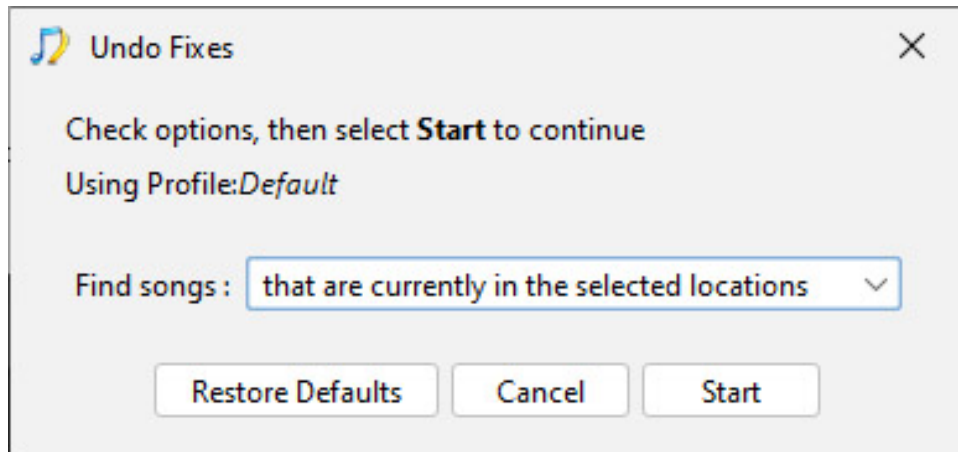 Undo Fixes
Check options, then select Start to continue
Using Profile:Default
Find songs : that are currently in the selected locations
Restore Defaults Cancel Start